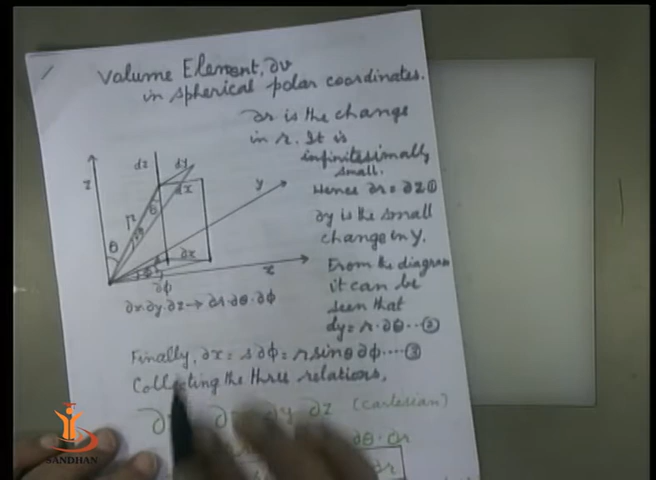 Volume Element, ∂v
in spherical polar coordinates.
∂r is the change
in r. It is
infinitesimally
small.
Hence ∂r = ∂z ①
∂y is the small
change in y.
From the diagram
it can be
seen that
dy = r·∂θ... ②
z
dz
dy
dx
y
θ
r
θ
∂x
x
∂φ
∂x·∂y·∂z → ∂r·∂θ·∂φ
Finally, ∂x = s∂φ = r sinθ ∂φ.... ③
Collecting the three relations,
∂y ∂z (Cartesian)
∂θ·∂r
∂r
SANDHAN